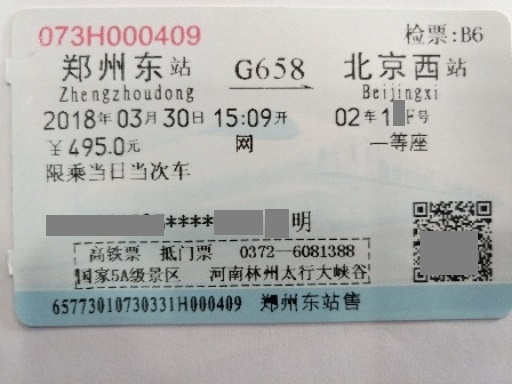 073H000409 检票:B6
郑州东站 G658 北京西站
Zhengzhoudong Beijingxi
2018年03月30日 15:09开 02车1 F号
￥495.0元 网 一等座
限乘当日当次车
**** 明
高铁票 抵门票 0372-6081388
国家5A级景区 河南林州太行大峡谷
65773010730331H000409 郑州东站售